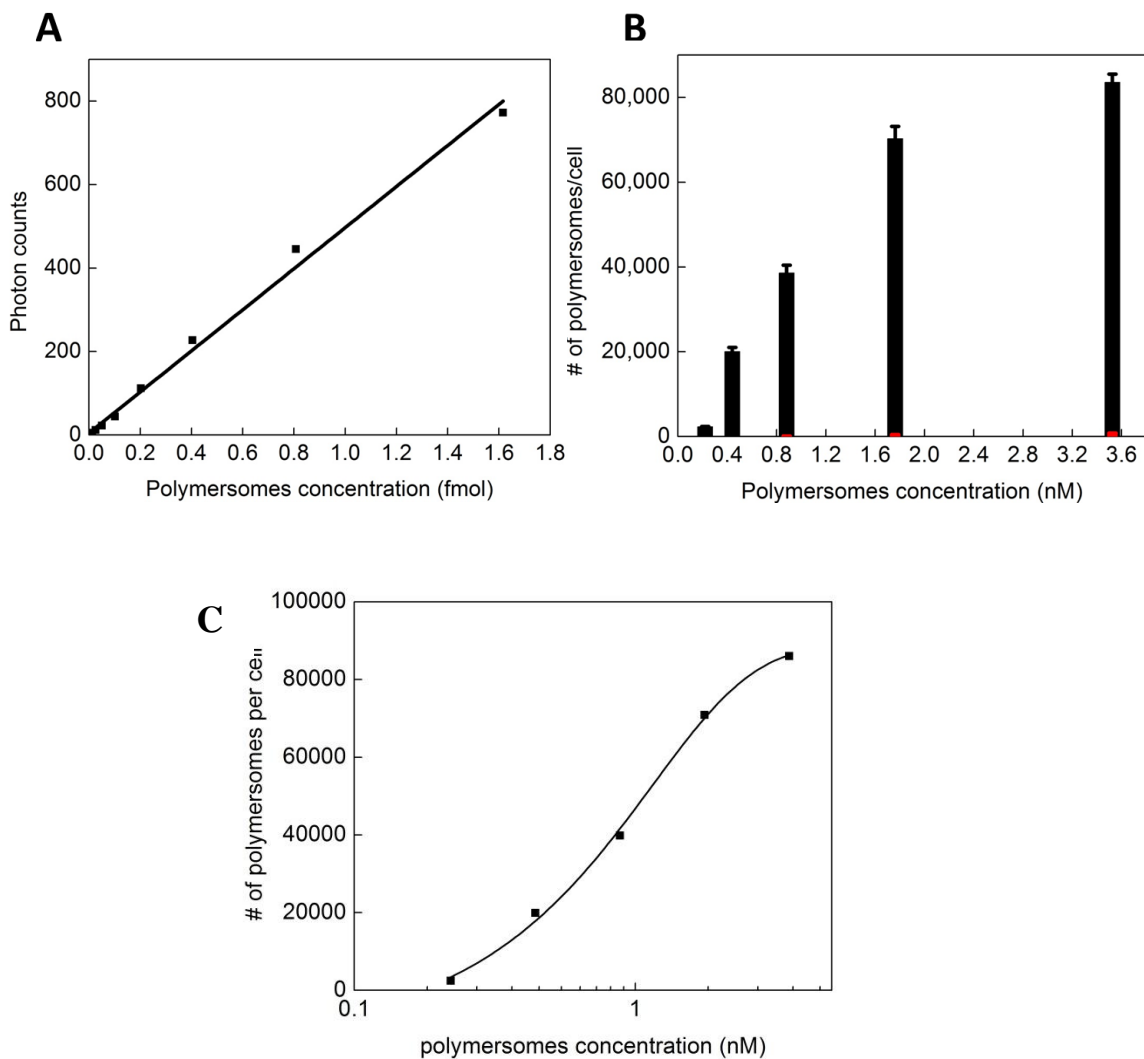 A
Photon counts
800
600
400
200
0
0.0 0.2 0.4 0.6 0.8 1.0 1.2 1.4 1.6 1.8
Polymersomes concentration (fmol)
B
# of polymersomes/cell
80,000
60,000
40,000
20,000
0
0.0 0.4 0.8 1.2 1.6 2.0 2.4 2.8 3.2 3.6
Polymersomes concentration (nM)
C
# of polymersomes per cell
100000
80000
60000
40000
20000
0
0.1 1
polymersomes concentration (nM)